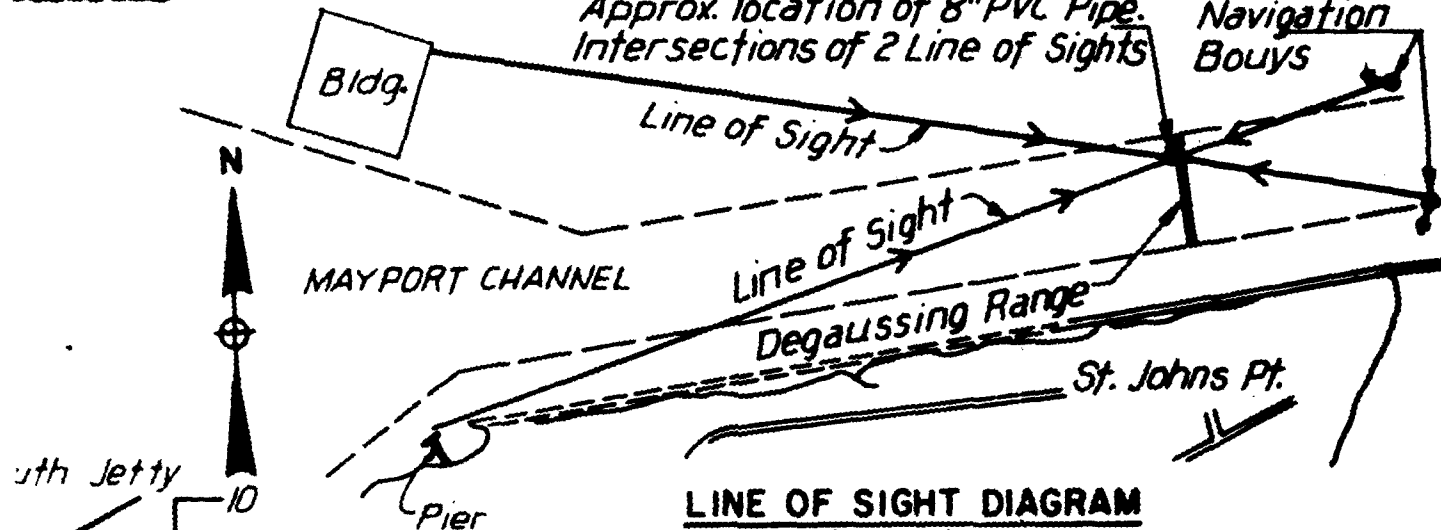 Approx. location of 8" PVC Pipe.
Intersections of 2 Line of Sights
Navigation
Bouys
Bldg.
Line of Sight
N
Line of Sight
MAYPORT CHANNEL
Degaussing Range
St. Johns Pt.
Jetty
10
Pier
LINE OF SIGHT DIAGRAM